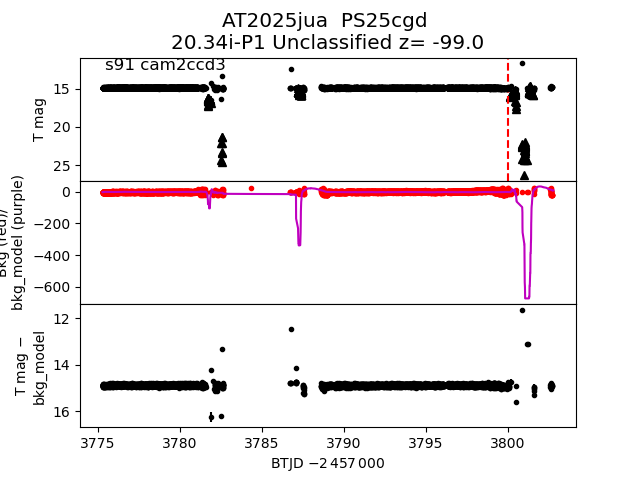 AT2025jua  PS25cgd
20.34i-P1 Unclassified z= -99.0
s91 cam2ccd3
T mag
15
20
25
Bkg (red)/
bkg_model (purple)
0
−200
−400
−600
T mag −
bkg_model
12
14
16
3775
3780
3785
3790
3795
3800
BTJD −2 457 000